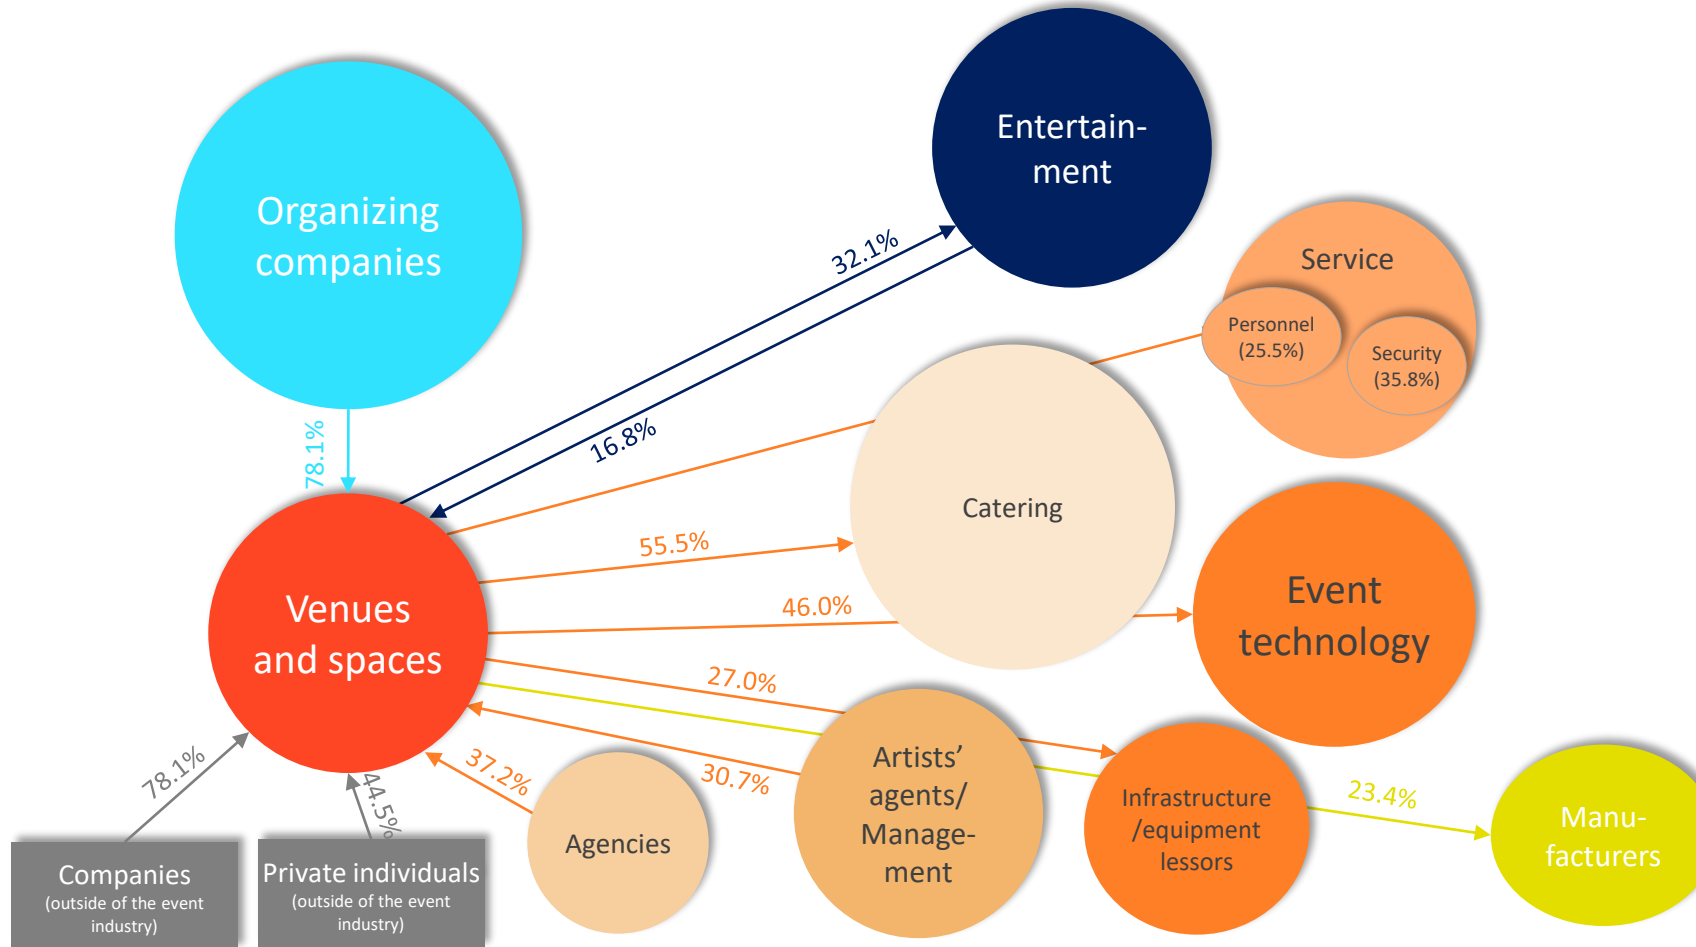 Entertain-
ment
Organizing
companies
32.1%
Service
Personnel
(25.5%)
Security
(35.8%)
16.8%
78.1%
Catering
55.5%
46.0%
Event
technology
Venues
and spaces
27.0%
30.7%
37.2%
78.1%
44.5%
23.4%
Artists’
agents/
Manage-
ment
Infrastructure
/equipment
lessors
Manu-
facturers
Agencies
Companies
(outside of the event
industry)
Private individuals
(outside of the event
industry)